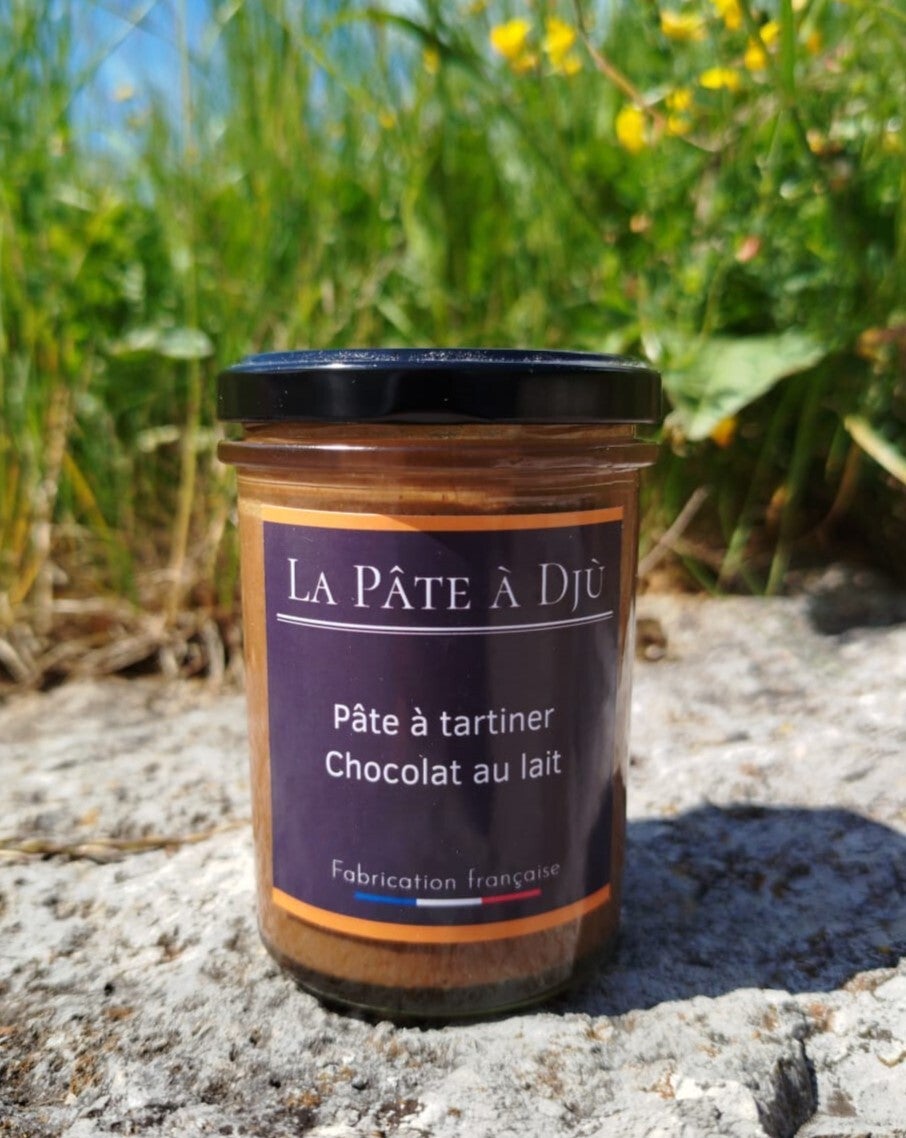 La Pâte à Djù
Pâte à tartiner
Chocolat au lait
Fabrication française